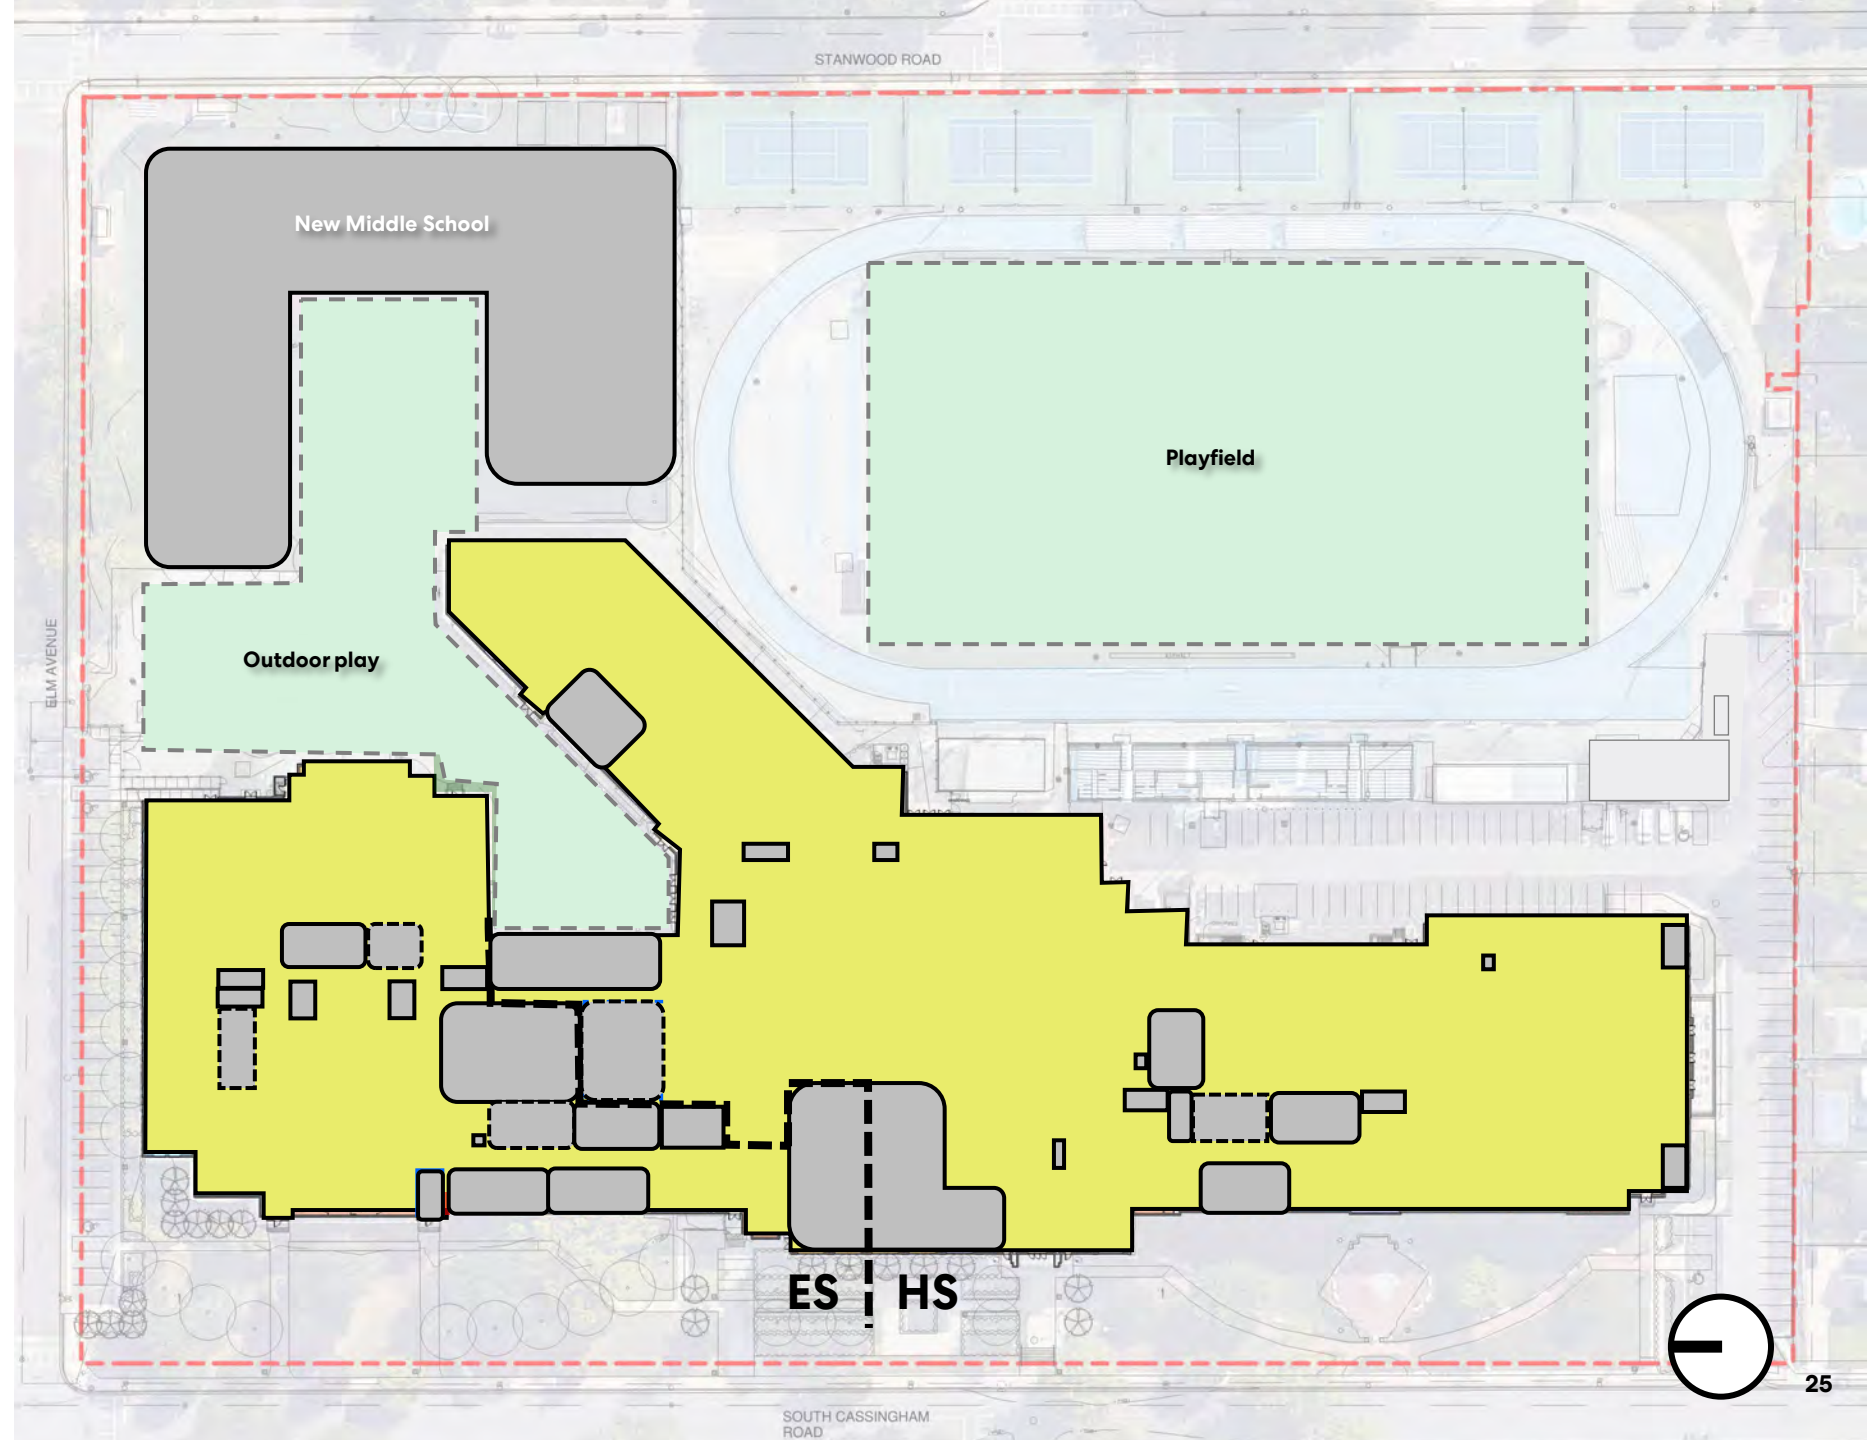 STANWOOD ROAD
New Middle School
Playfield
ELM AVENUE
Outdoor play
ES
HS
25
SOUTH CASSINGHAM
ROAD